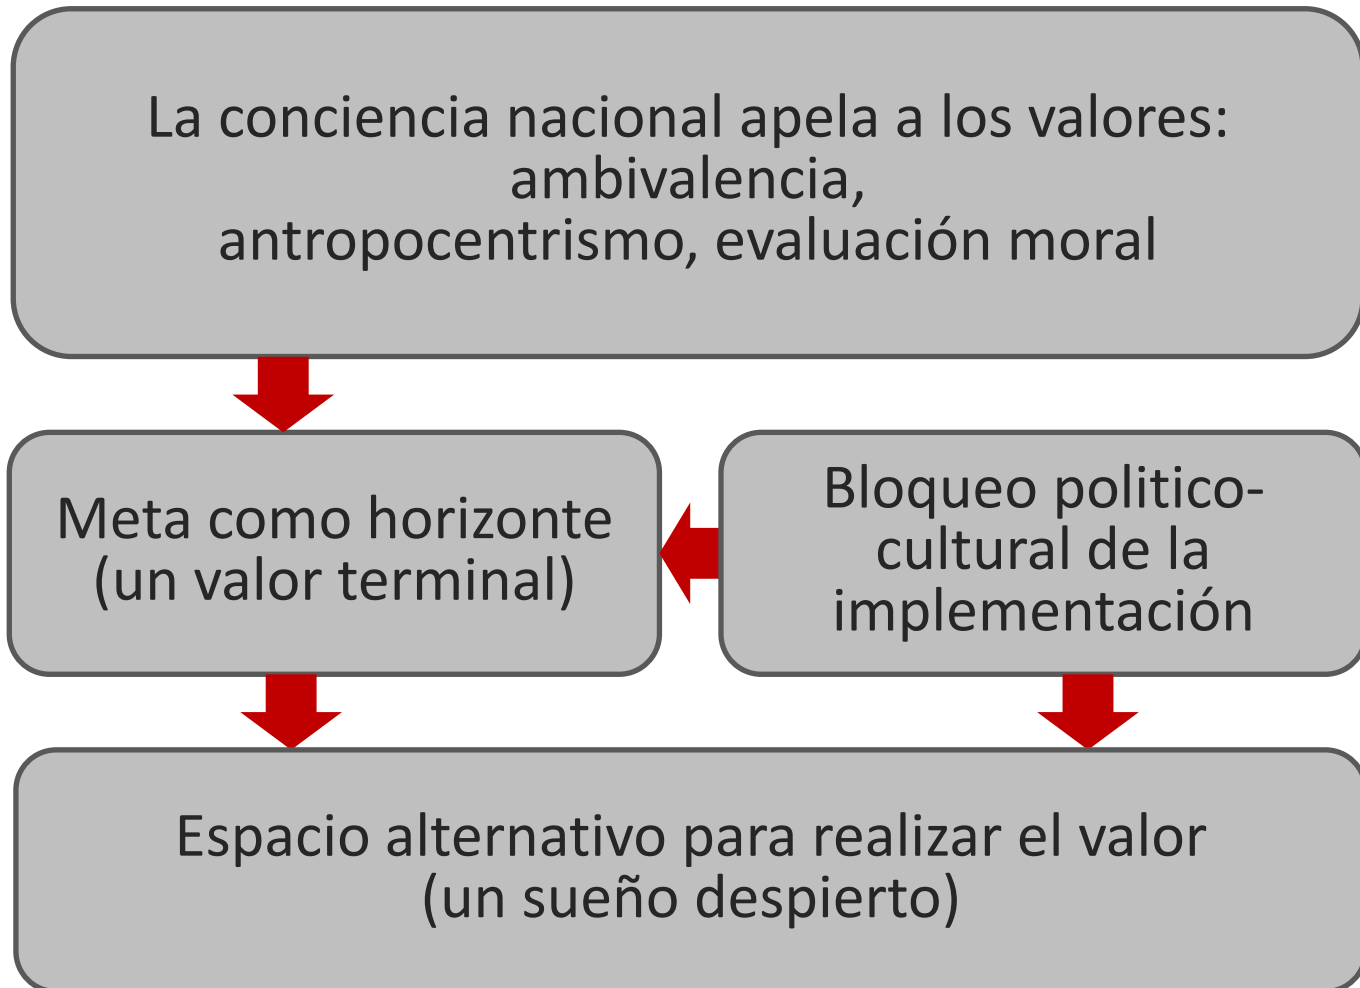 La conciencia nacional apela a los valores:
ambivalencia,
antropocentrismo, evaluación moral
Meta como horizonte
(un valor terminal)
Bloqueo politico-
cultural de la
implementación
Espacio alternativo para realizar el valor
(un sueño despierto)